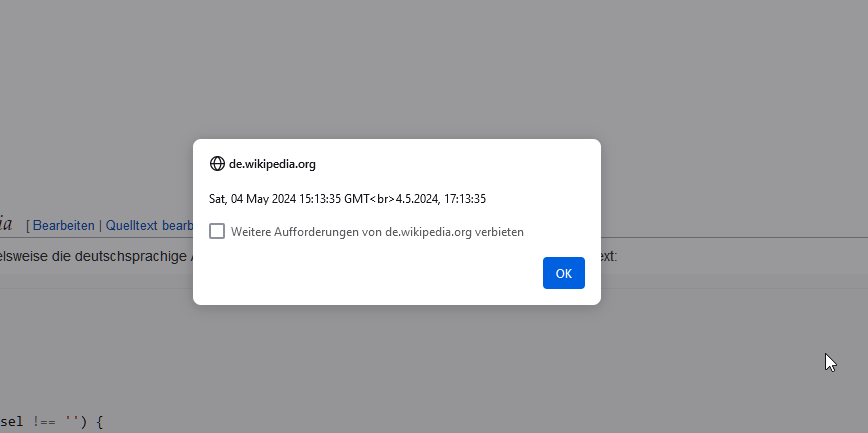 de.wikipedia.org
Sat, 04 May 2024 15:13:35 GMT<br>4.5.2024, 17:13:35
ia [ Bearbeiten | Quelltext bearb
Weitere Aufforderungen von de.wikipedia.org verbieten
elsweise die deutschsprachige ext:
OK
sel !== '') {